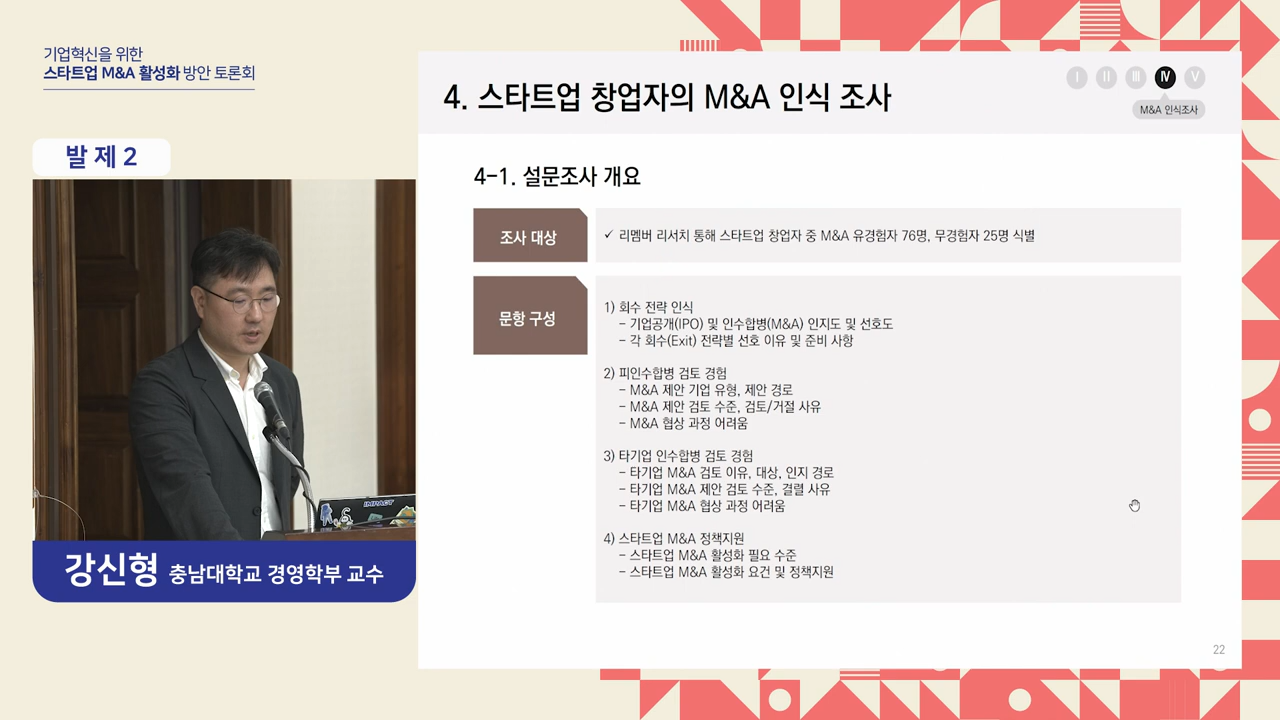 기업혁신을 위한
스타트업 M&A 활성화 방안 토론회
발 제 2
강신형 충남대학교 경영학부 교수
IMPACT
4. 스타트업 창업자의 M&A 인식 조사
I II III IV V
M&A 인식조사
4-1. 설문조사 개요
조사 대상
✓ 리멤버 리서치 통해 스타트업 창업자 중 M&A 유경험자 76명, 무경험자 25명 식별
문항 구성
1) 회수 전략 인식
- 기업공개(IPO) 및 인수합병(M&A) 인지도 및 선호도
- 각 회수(Exit) 전략별 선호 이유 및 준비 사항
2) 피인수합병 검토 경험
- M&A 제안 기업 유형, 제안 경로
- M&A 제안 검토 수준, 검토/거절 사유
- M&A 협상 과정 어려움
3) 타기업 인수합병 검토 경험
- 타기업 M&A 검토 이유, 대상, 인지 경로
- 타기업 M&A 제안 검토 수준, 결렬 사유
- 타기업 M&A 협상 과정 어려움
4) 스타트업 M&A 정책지원
- 스타트업 M&A 활성화 필요 수준
- 스타트업 M&A 활성화 요건 및 정책지원
22